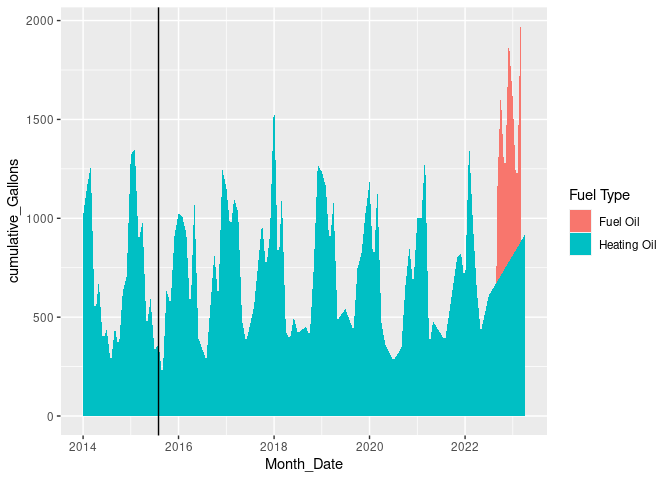 2000
1500
1000
500
0
cumulative_Gallons
2014
2016
2018
2020
2022
Month_Date
Fuel Type
Fuel Oil
Heating Oil